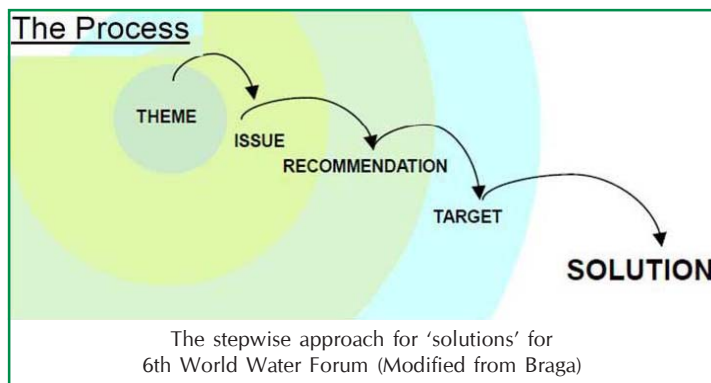 The Process
THEME
ISSUE
RECOMMENDATION
TARGET
SOLUTION
The stepwise approach for ‘solutions’ for
6th World Water Forum (Modified from Braga)